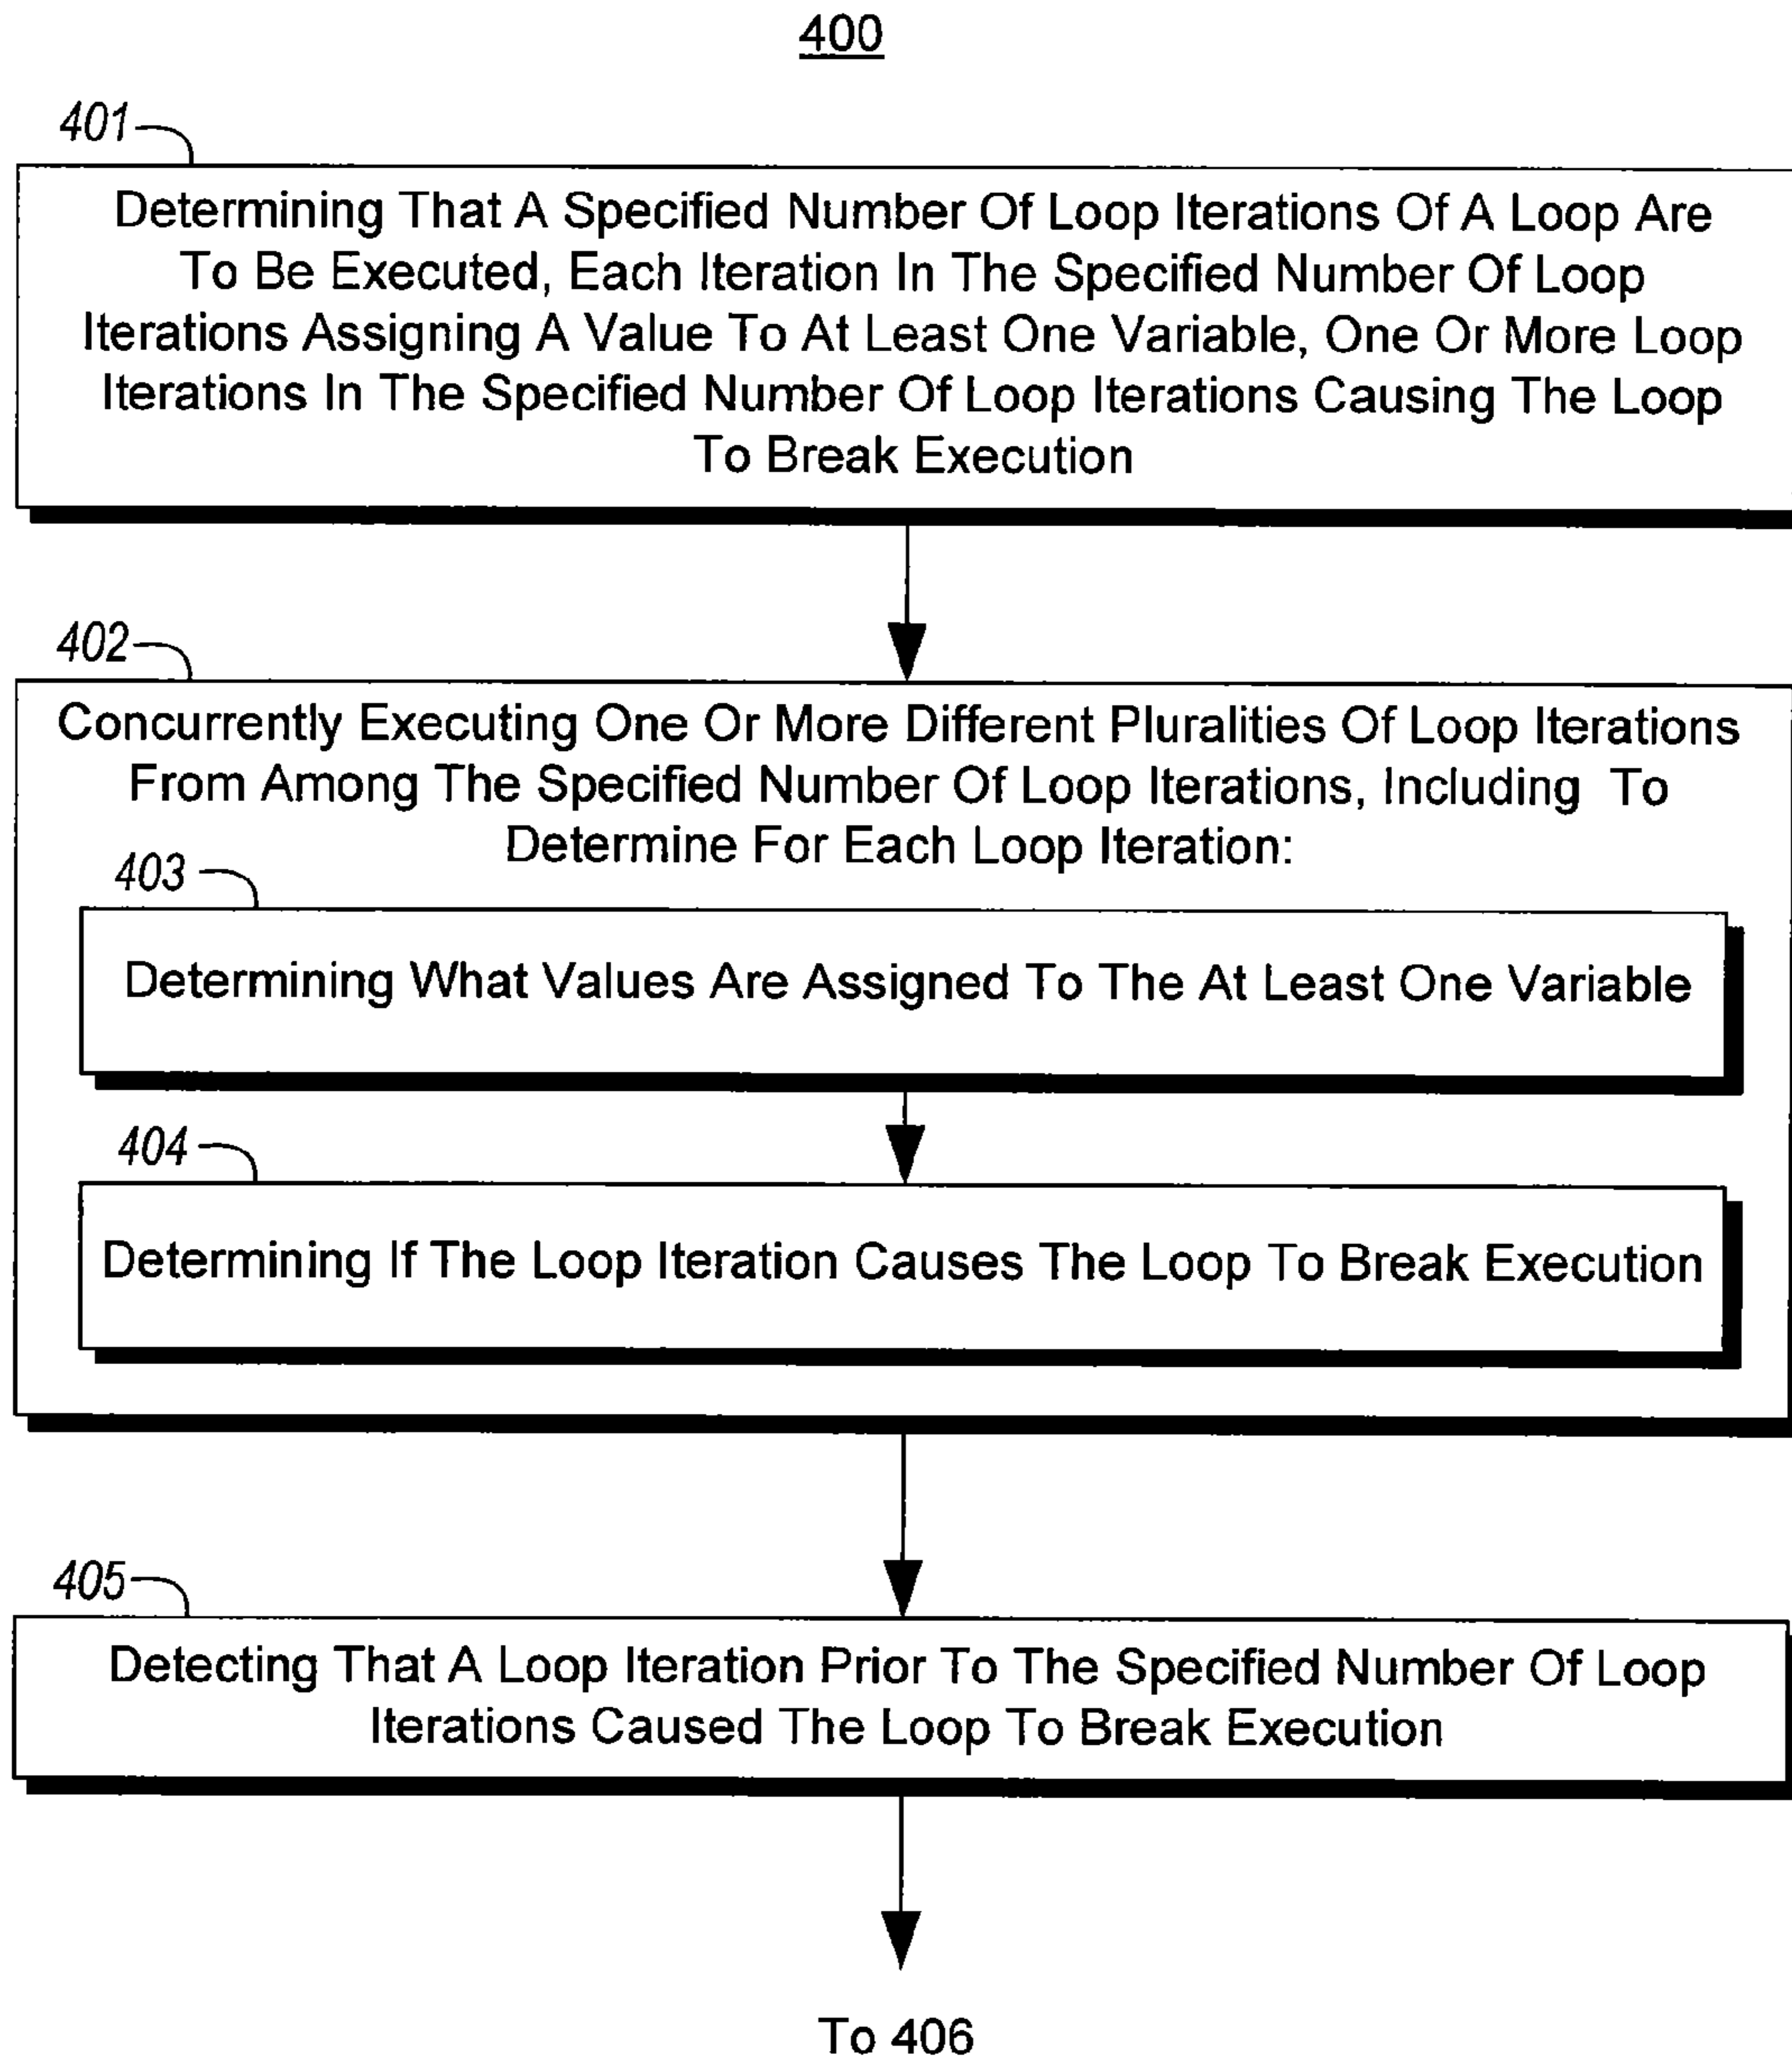 400
401
Determining That A Specified Number Of Loop Iterations Of A Loop Are
To Be Executed, Each Iteration In The Specified Number Of Loop
Iterations Assigning A Value To At Least One Variable, One Or More Loop
Iterations In The Specified Number Of Loop Iterations Causing The Loop
To Break Execution
402
Concurrently Executing One Or More Different Pluralities Of Loop Iterations
From Among The Specified Number Of Loop Iterations, Including To
Determine For Each Loop Iteration:
403
Determining What Values Are Assigned To The At Least One Variable
404
Determining If The Loop Iteration Causes The Loop To Break Execution
405
Detecting That A Loop Iteration Prior To The Specified Number Of Loop
Iterations Caused The Loop To Break Execution
To 406